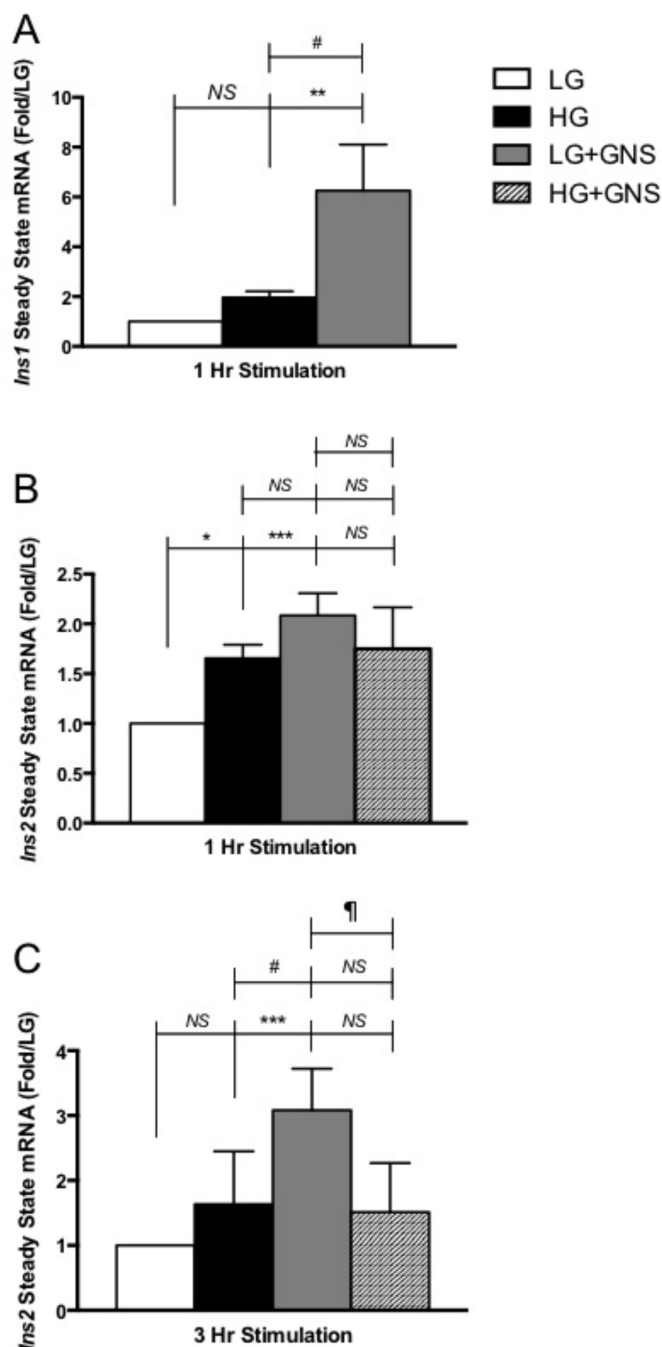 A
#
NS
**
LG
HG
LG+GNS
HG+GNS
Ins1 Steady State mRNA (Fold/LG)
10
8
6
4
2
0
1 Hr Stimulation
B
NS
NS
NS
*
***
NS
Ins2 Steady State mRNA (Fold/LG)
2.5
2.0
1.5
1.0
0.5
0.0
1 Hr Stimulation
C
¶
#
NS
NS
***
NS
Ins2 Steady State mRNA (Fold/LG)
4
3
2
1
0
3 Hr Stimulation